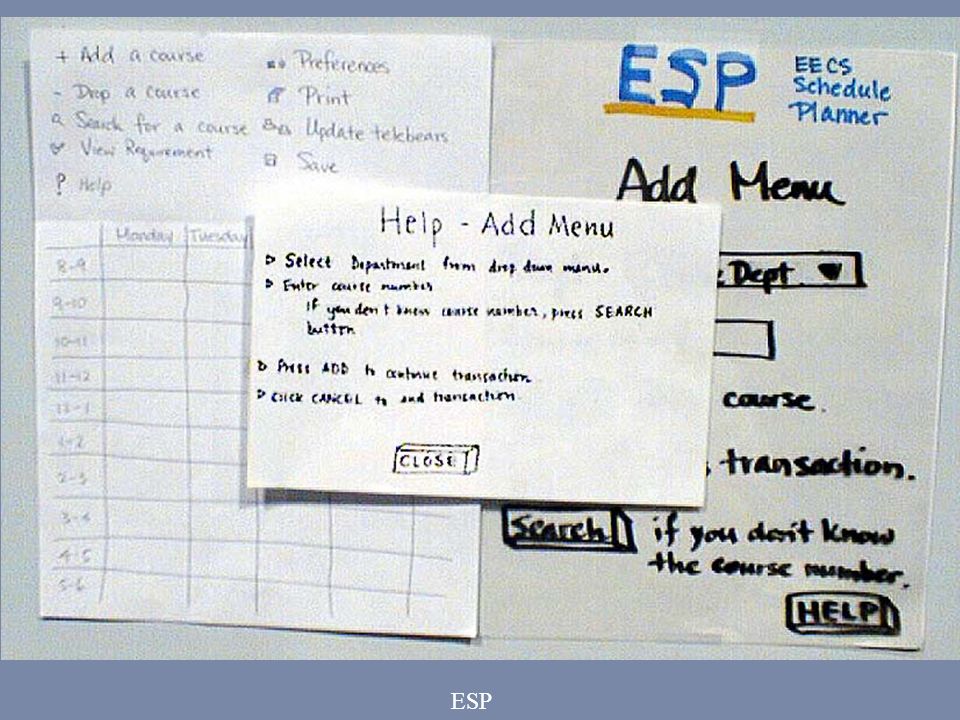 + Add a course
- Drop a course
Search for a course
View Requirement
? Help
Preferences
Print
Update telebears
Save
Monday Tuesday
8-9
9-10
10-11
11-12
12-1
1-2
2-3
3-4
4-5
5-6
ESP
EECS
Schedule
Planner
Add Menu
Dept.
course.
transaction.
Search if you don't know
the course number.
HELP
Help - Add Menu
Select Department from drop down menu.
Enter course number
If you don't know course number, press SEARCH
button
Press ADD to continue transaction
click CANCEL to end transaction.
CLOSE
ESP